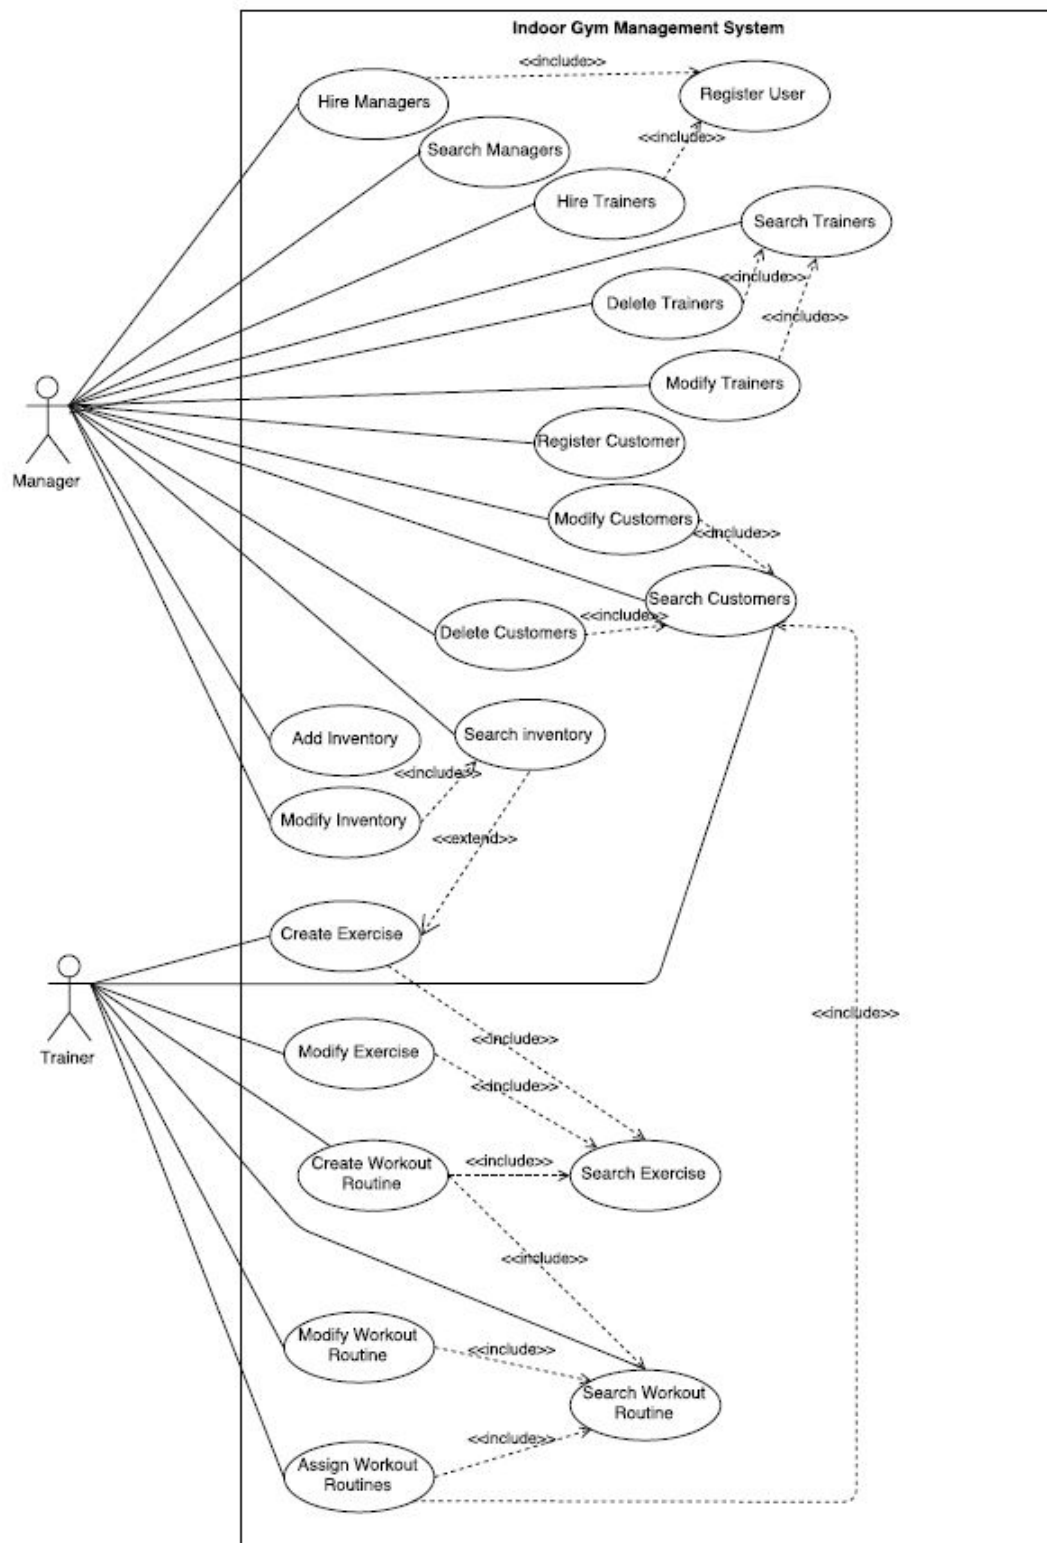 Indoor Gym Management System
<<include>>
Hire Managers
Register User
<<include>>
Search Managers
Hire Trainers
Search Trainers
<<include>>
Delete Trainers
<<include>>
Modify Trainers
Manager
Register Customer
Modify Customers
<<include>>
Search Customers
<<include>>
Delete Customers
Add Inventory
Search inventory
<<include>>
Modify Inventory
<<extend>>
Create Exercise
Trainer
<<include>>
<<include>>
Modify Exercise
<<include>>
Create Workout
Routine
<<include>>
Search Exercise
<<include>>
Modify Workout
Routine
<<include>>
Search Workout
Routine
<<include>>
Assign Workout
Routines